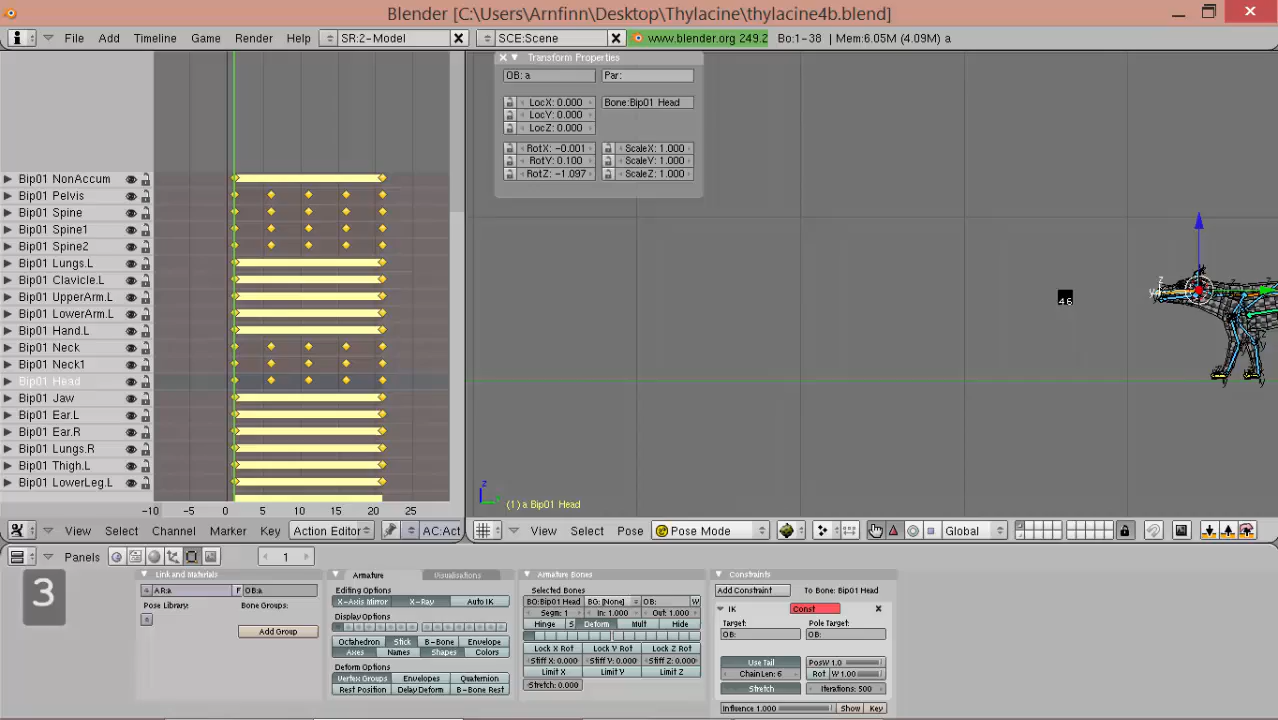 Blender [C:\Users\Arnfinn\Desktop\Thylacine\thylacine4b.blend]
File Add Timeline Game Render Help SR:2-Model SCE:Scene www.blender.org 249.2 Bo:1-38 | Mem:6.05M (4.09M) a
Transform Properties
OB: a Par:
LocX: 0.000 Bone:Bip01 Head
LocY: 0.000
LocZ: 0.000
RotX: -0.001 ScaleX: 1.000
RotY: 0.100 ScaleY: 1.000
RotZ: -1.097 ScaleZ: 1.000
Bip01 NonAccum
Bip01 Pelvis
Bip01 Spine
Bip01 Spine1
Bip01 Spine2
Bip01 Lungs.L
Bip01 Clavicle.L
Bip01 UpperArm.L
Bip01 LowerArm.L
Bip01 Hand.L
Bip01 Neck
Bip01 Neck1
Bip01 Head
Bip01 Jaw
Bip01 Ear.L
Bip01 Ear.R
Bip01 Lungs.R
Bip01 Thigh.L
Bip01 LowerLeg.L
-10 -5 0 5 10 15 20 25
46
z
y
z
(1) a Bip01 Head
View Select Channel Marker Key Action Editor AC:Act
View Select Pose Pose Mode Global
Panels 1
3
Link and Materials
AR:a F OB:a
Pose Library: Bone Groups:
Add Group
Armature Visualisations
Editing Options
X-Axis Mirror X-Ray Auto IK
Display Options
Octahedron Stick B-Bone Envelope
Axes Names Shapes Colors
Deform Options
Vertex Groups Envelopes Quaternion
Rest Position Delay Deform B-Bone Rest
Armature Bones
Selected Bones
BO:Bip01 Head BG: [None] OB: W
Segm: 1 In: 1.000 Out: 1.000
Hinge S Deform Mult Hide
Lock X Rot Lock Y Rot Lock Z Rot
Stiff X: 0.000 Stiff Y: 0.000 Stiff Z: 0.000
Limit X Limit Y Limit Z
Stretch: 0.000
Constraints
Add Constraint To Bone: Bip01 Head
IK Const
Target: Pole Target:
OB: OB:
Use Tail PosW 1.0
ChainLen: 6 Rot W 1.00
Stretch Iterations: 500
Influence 1.000 Show Key